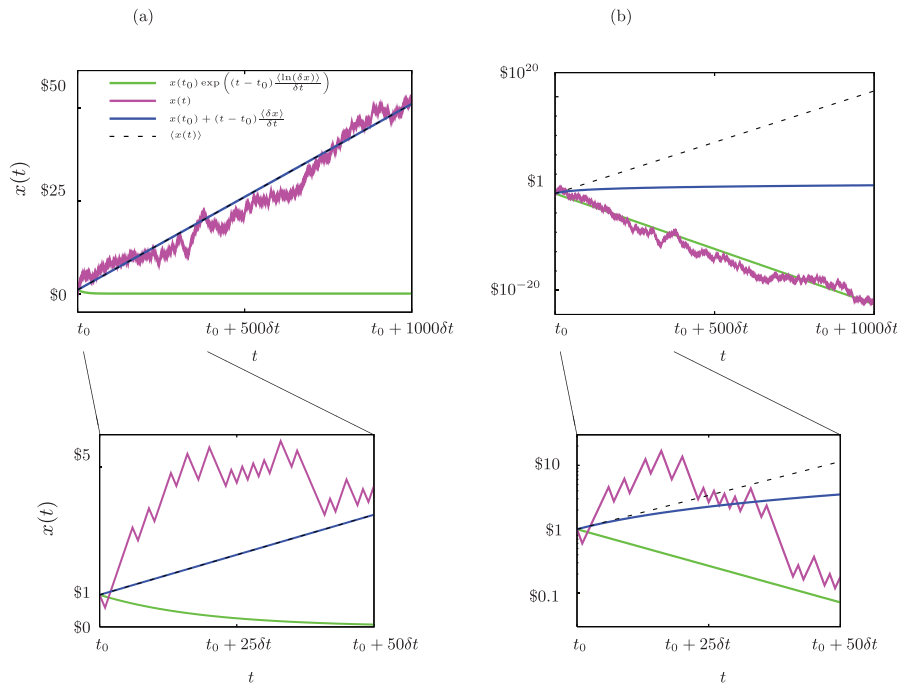 (a)
$50
$25
$0
x(t)
x(t₀) exp ((t − t₀) ⟨ln(δx)⟩/δt)
x(t)
x(t₀) + (t − t₀) ⟨δx⟩/δt
⟨x(t)⟩
t₀
t₀ + 500δt
t₀ + 1000δt
t
(b)
$10²⁰
$1
$10⁻²⁰
t₀
t₀ + 500δt
t₀ + 1000δt
t
$5
$1
$0
x(t)
t₀
t₀ + 25δt
t₀ + 50δt
t
$10
$1
$0.1
t₀
t₀ + 25δt
t₀ + 50δt
t